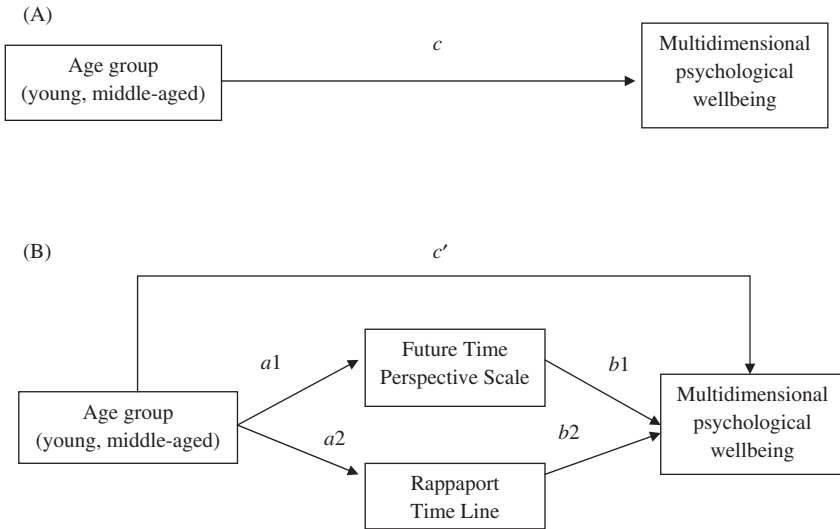 (A)
c
Age group
(young, middle-aged)
Multidimensional
psychological
wellbeing
(B)
c′
Future Time
Perspective Scale
a1
b1
Age group
(young, middle-aged)
Multidimensional
psychological
wellbeing
a2
b2
Rappaport
Time Line